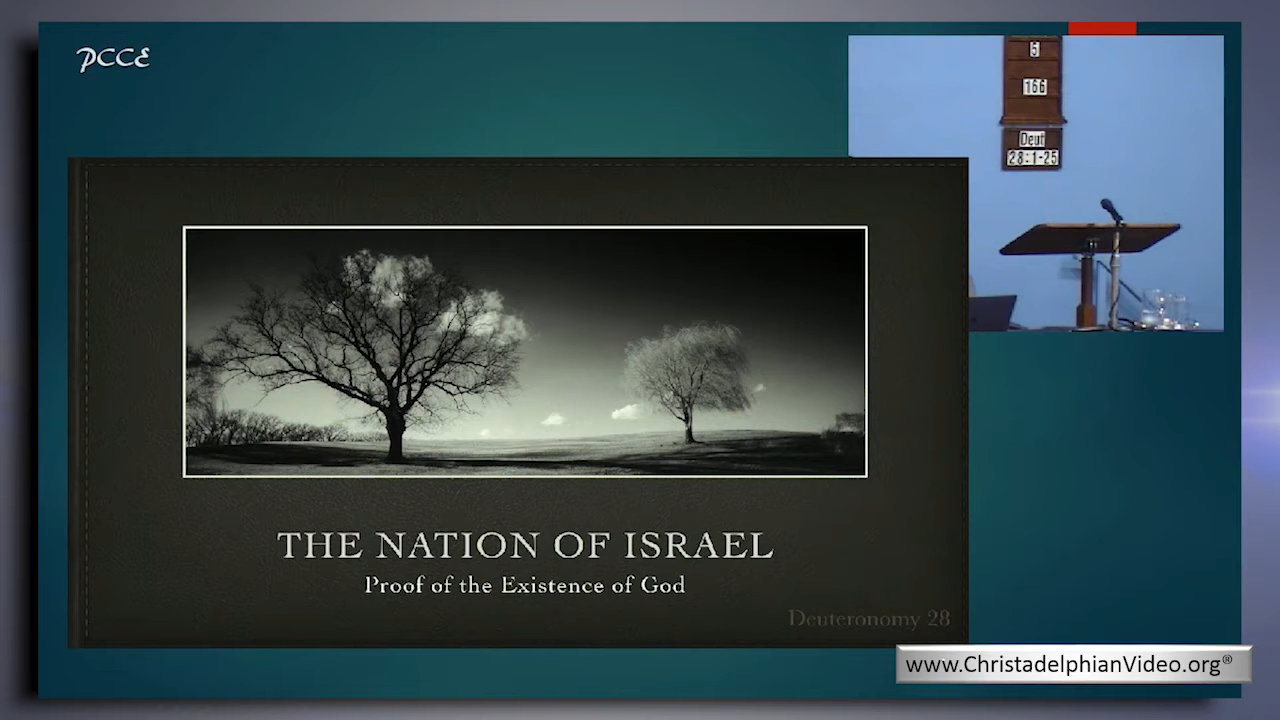 PCCE
6
166
Deut
28:1-25
THE NATION OF ISRAEL
Proof of the Existence of God
Deuteronomy 28
www.ChristadelphianVideo.org®